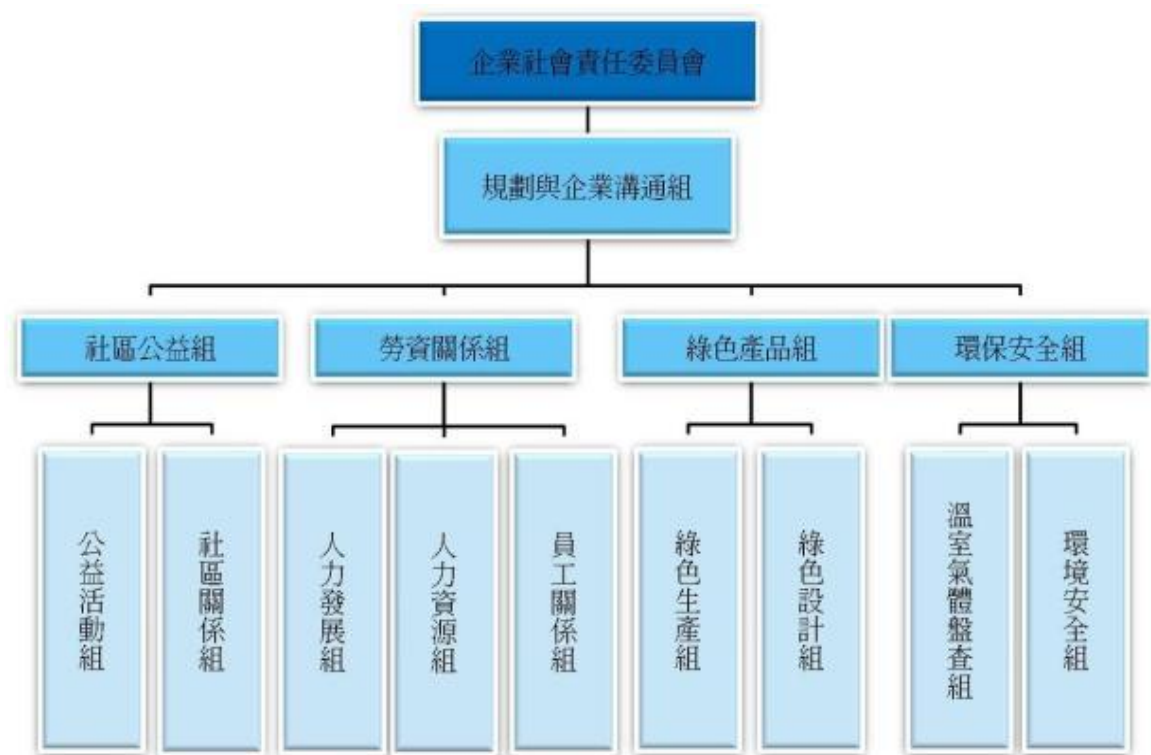 企業社會責任委員會
規劃與企業溝通組
社區公益組
勞資關係組
綠色產品組
環保安全組
公益活動組
社區關係組
人力發展組
人力資源組
員工關係組
綠色生產組
綠色設計組
溫室氣體盤查組
環境安全組